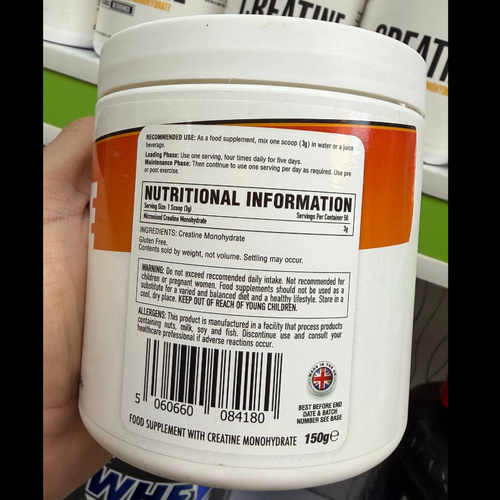 CREATINE
RECOMMENDED USE: As a food supplement, mix one scoop (3g) in water or a juice
beverage.
Loading Phase: Use one serving, four times daily for five days.
Maintenance Phase: Then continue to use one serving per day as required. Use pre
or post exercise.
NUTRITIONAL INFORMATION
Serving Size: 1 Scoop (3g) Servings Per Container 50
Micronised Creatine Monohydrate 3g
INGREDIENTS: Creatine Monohydrate
Gluten Free.
Contents sold by weight, not volume. Settling may occur.
WARNING: Do not exceed recomended daily intake. Not recommended for
children or pregnant women. Food supplements should not be used as a
substitute for a varied and balanced diet and a healthy lifestyle. Store in a
cool, dry place. KEEP OUT OF REACH OF YOUNG CHILDREN.
ALLERGENS: This product is manufactured in a facility that process products
containing nuts, milk, soy and fish. Discontinue use and consult your
healthcare professional if adverse reactions occur.
5 060660 084180
MADE IN THE UK
BEST BEFORE END
DATE & BATCH
NUMBER SEE BASE
FOOD SUPPLEMENT WITH CREATINE MONOHYDRATE 150g℮
WHEY